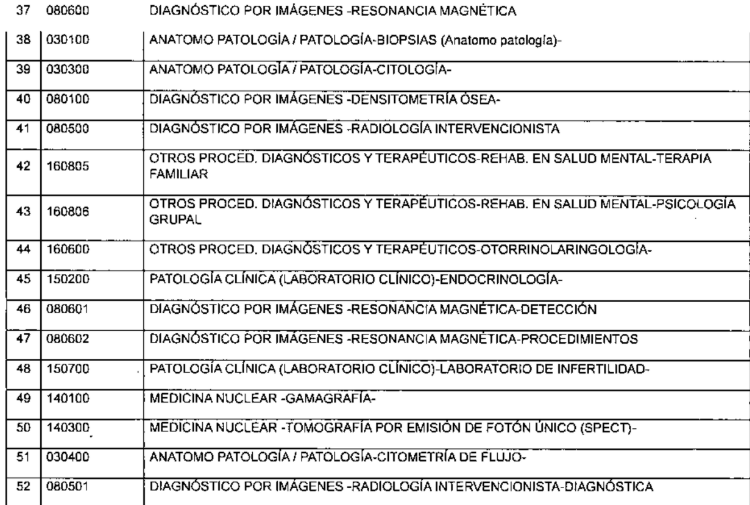 37 080600 DIAGNÓSTICO POR IMÁGENES -RESONANCIA MAGNÉTICA
38 030100 ANATOMO PATOLOGÍA / PATOLOGÍA-BIOPSIAS (Anatomo patología)-
39 030300 ANATOMO PATOLOGÍA / PATOLOGÍA-CITOLOGÍA-
40 080100 DIAGNÓSTICO POR IMÁGENES -DENSITOMETRÍA ÓSEA-
41 080500 DIAGNÓSTICO POR IMÁGENES -RADIOLOGÍA INTERVENCIONISTA
42 160805 OTROS PROCED. DIAGNÓSTICOS Y TERAPÉUTICOS-REHAB. EN SALUD MENTAL-TERAPIA
FAMILIAR
43 160806 OTROS PROCED. DIAGNÓSTICOS Y TERAPÉUTICOS-REHAB. EN SALUD MENTAL-PSICOLOGÍA
GRUPAL
44 160600 OTROS PROCED. DIAGNÓSTICOS Y TERAPÉUTICOS-OTORRINOLARINGOLOGÍA-
45 150200 PATOLOGÍA CLÍNICA (LABORATORIO CLÍNICO)-ENDOCRINOLOGÍA-
46 080601 DIAGNÓSTICO POR IMÁGENES -RESONANCIA MAGNÉTICA-DETECCIÓN
47 080602 DIAGNÓSTICO POR IMÁGENES -RESONANCIA MAGNÉTICA-PROCEDIMIENTOS
48 150700 PATOLOGÍA CLÍNICA (LABORATORIO CLÍNICO)-LABORATORIO DE INFERTILIDAD-
49 140100 MEDICINA NUCLEAR -GAMAGRAFÍA-
50 140300 MEDICINA NUCLEAR -TOMOGRAFÍA POR EMISIÓN DE FOTÓN ÚNICO (SPECT)-
51 030400 ANATOMO PATOLOGÍA / PATOLOGÍA-CITOMETRÍA DE FLUJO-
52 080501 DIAGNÓSTICO POR IMÁGENES -RADIOLOGÍA INTERVENCIONISTA-DIAGNÓSTICA